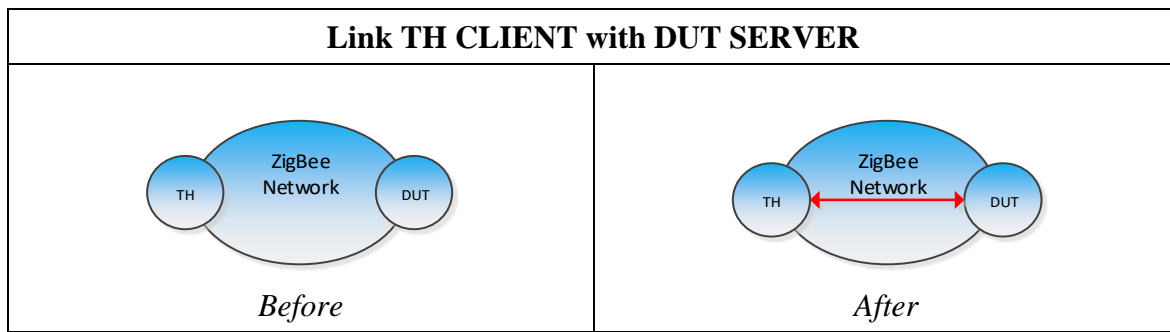 Link TH CLIENT with DUT SERVER
ZigBee
Network
TH
DUT
Before
ZigBee
Network
TH
DUT
After